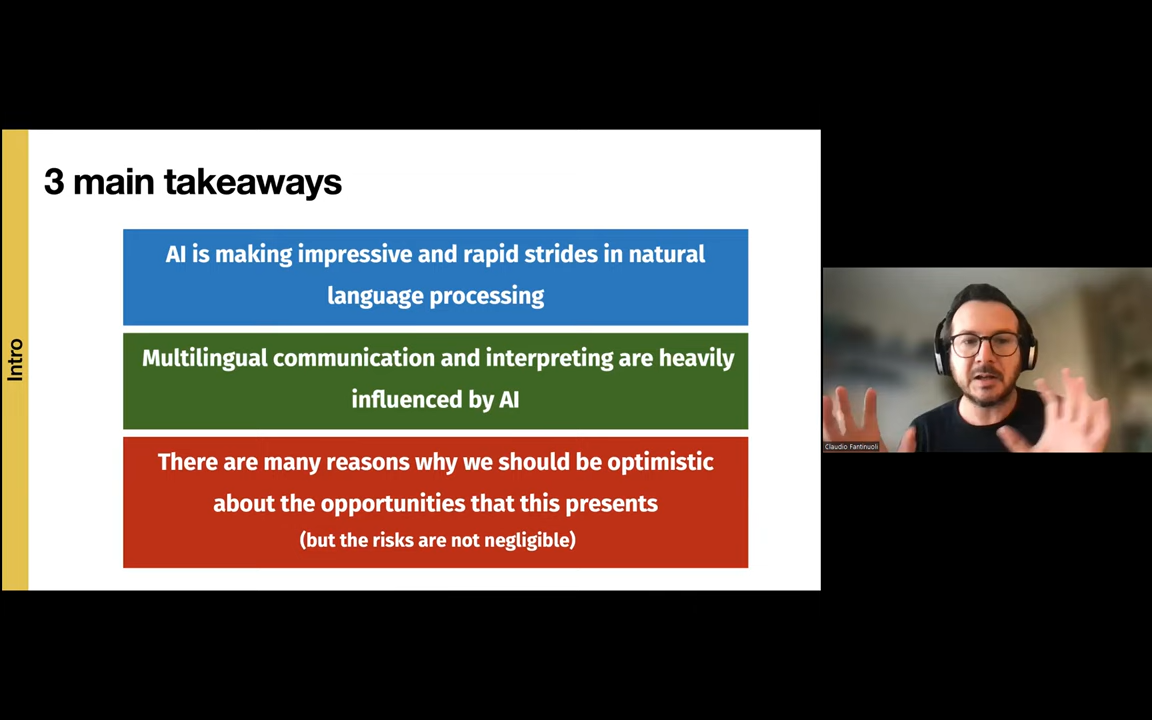 3 main takeaways
AI is making impressive and rapid strides in natural
language processing
Multilingual communication and interpreting are heavily
influenced by AI
There are many reasons why we should be optimistic
about the opportunities that this presents
(but the risks are not negligible)
Intro
Claudio Fantinuoli